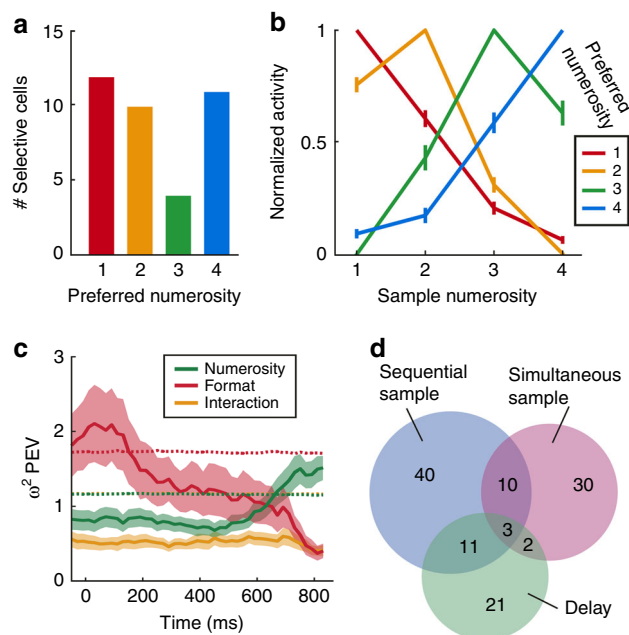 a
15
10
5
0
# Selective cells
1 2 3 4
Preferred numerosity
b
1
0.5
0
Normalized activity
1 2 3 4
Sample numerosity
Preferred
numerosity
1
2
3
4
c
3
2
1
0
ω² PEV
Numerosity
Format
Interaction
0 200 400 600 800
Time (ms)
d
Sequential
sample
Simultaneous
sample
40
10
30
3
2
11
21
Delay